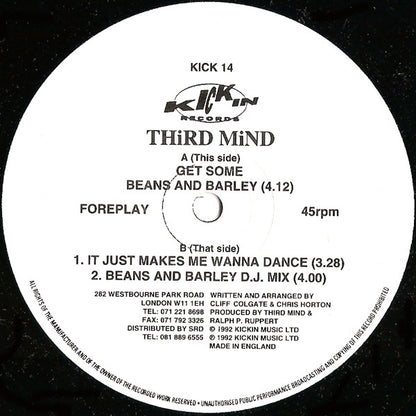 KICK 14
KICKIN
RECORDS
THiRD MiND
A (This side)
GET SOME
BEANS AND BARLEY (4.12)
FOREPLAY 45rpm
B (That side)
1. IT JUST MAKES ME WANNA DANCE (3.28)
2. BEANS AND BARLEY D.J. MIX (4.00)
282 WESTBOURNE PARK ROAD WRITTEN AND ARRANGED BY
LONDON W11 1EH CLIFF COLGATE & CHRIS HORTON
TEL: 071 221 8698 PRODUCED BY THIRD MIND &
FAX: 071 792 3326 RALPH P. RUPPERT
DISTRIBUTED BY SRD ℗ 1992 KICKIN MUSIC LTD
TEL: 081 889 6555 © 1992 KICKIN MUSIC LTD
MADE IN ENGLAND
ALL RIGHTS OF THE MANUFACTURER AND OF THE OWNER OF THE RECORDED WORK RESERVED • UNAUTHORISED PUBLIC PERFORMANCE BROADCASTING AND COPYING OF THIS RECORD PROHIBITED